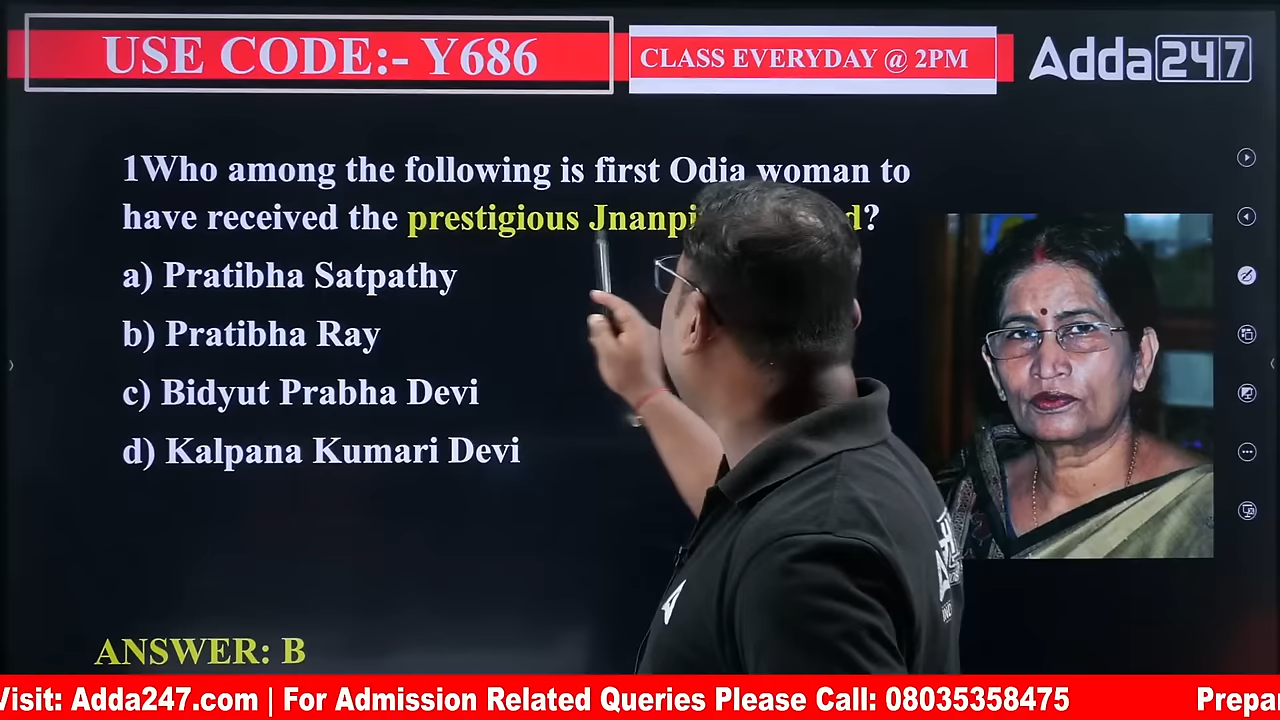 USE CODE:- Y686
CLASS EVERYDAY @ 2PM
Adda247
1Who among the following is first Odia woman to
have received the prestigious ?
a) Pratibha Satpathy
b) Pratibha Ray
c) Bidyut Prabha Devi
d) Kalpana Kumari Devi
ANSWER: B
Visit: Adda247.com | For Admission Related Queries Please Call: 08035358475